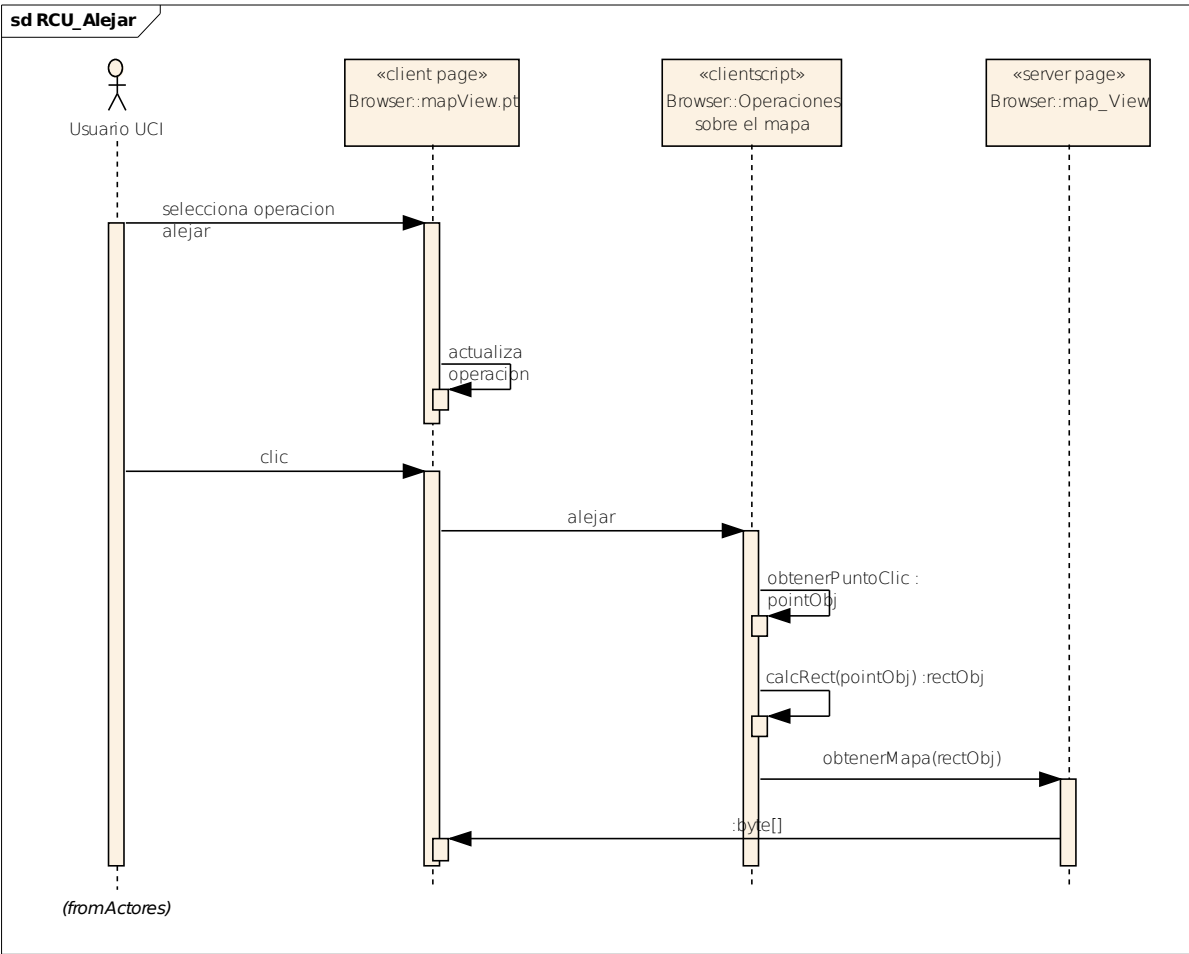 sd RCU_Alejar
Usuario UCI
«client page»
Browser::mapView.pt
«clientscript»
Browser::Operaciones
sobre el mapa
«server page»
Browser::map_View
selecciona operacion
alejar
actualiza
operacion
clic
alejar
obtenerPuntoClic :
pointObj
calcRect(pointObj) :rectObj
obtenerMapa(rectObj)
:byte[]
(fromActores)